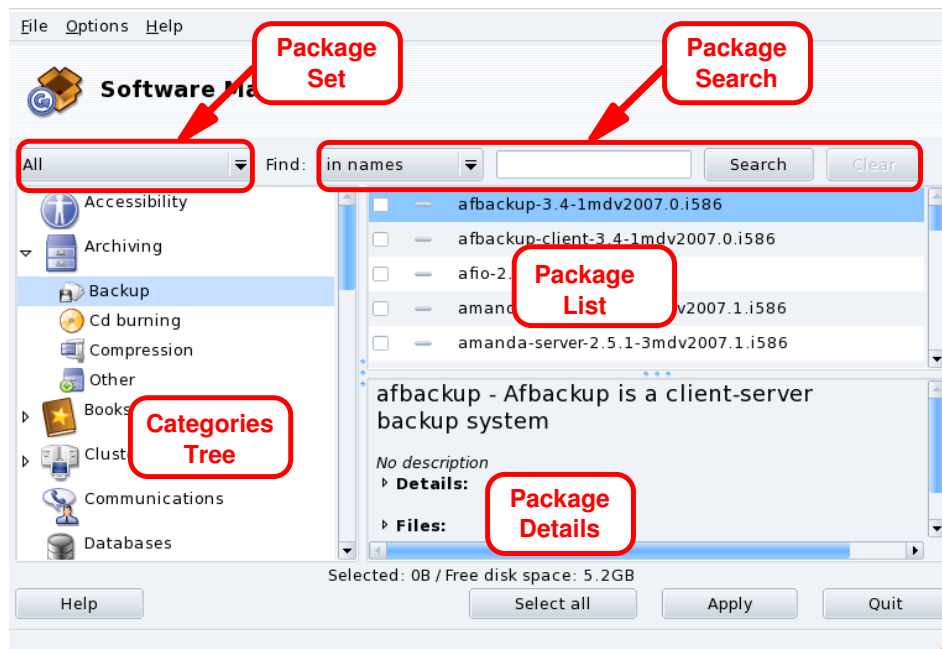 File Options Help
Package
Set
Package
Search
Software Ma
All
Find:
in names
Search
Clear
Accessibility
Archiving
Backup
Cd burning
Compression
Other
Books
Clust
Communications
Databases
Categories
Tree
afbackup-3.4-1mdv2007.0.i586
afbackup-client-3.4-1mdv2007.0.i586
afio-2.
amand v2007.1.i586
amanda-server-2.5.1-3mdv2007.1.i586
Package
List
afbackup - Afbackup is a client-server
backup system
No description
Details:
Files:
Package
Details
Selected: 0B / Free disk space: 5.2GB
Help
Select all
Apply
Quit